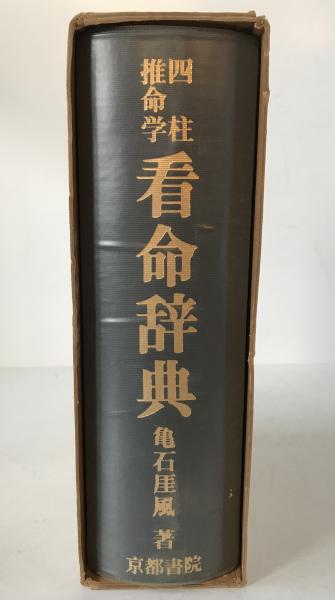 四柱
推命学
看命辞典
亀石厓風 著
京都書院